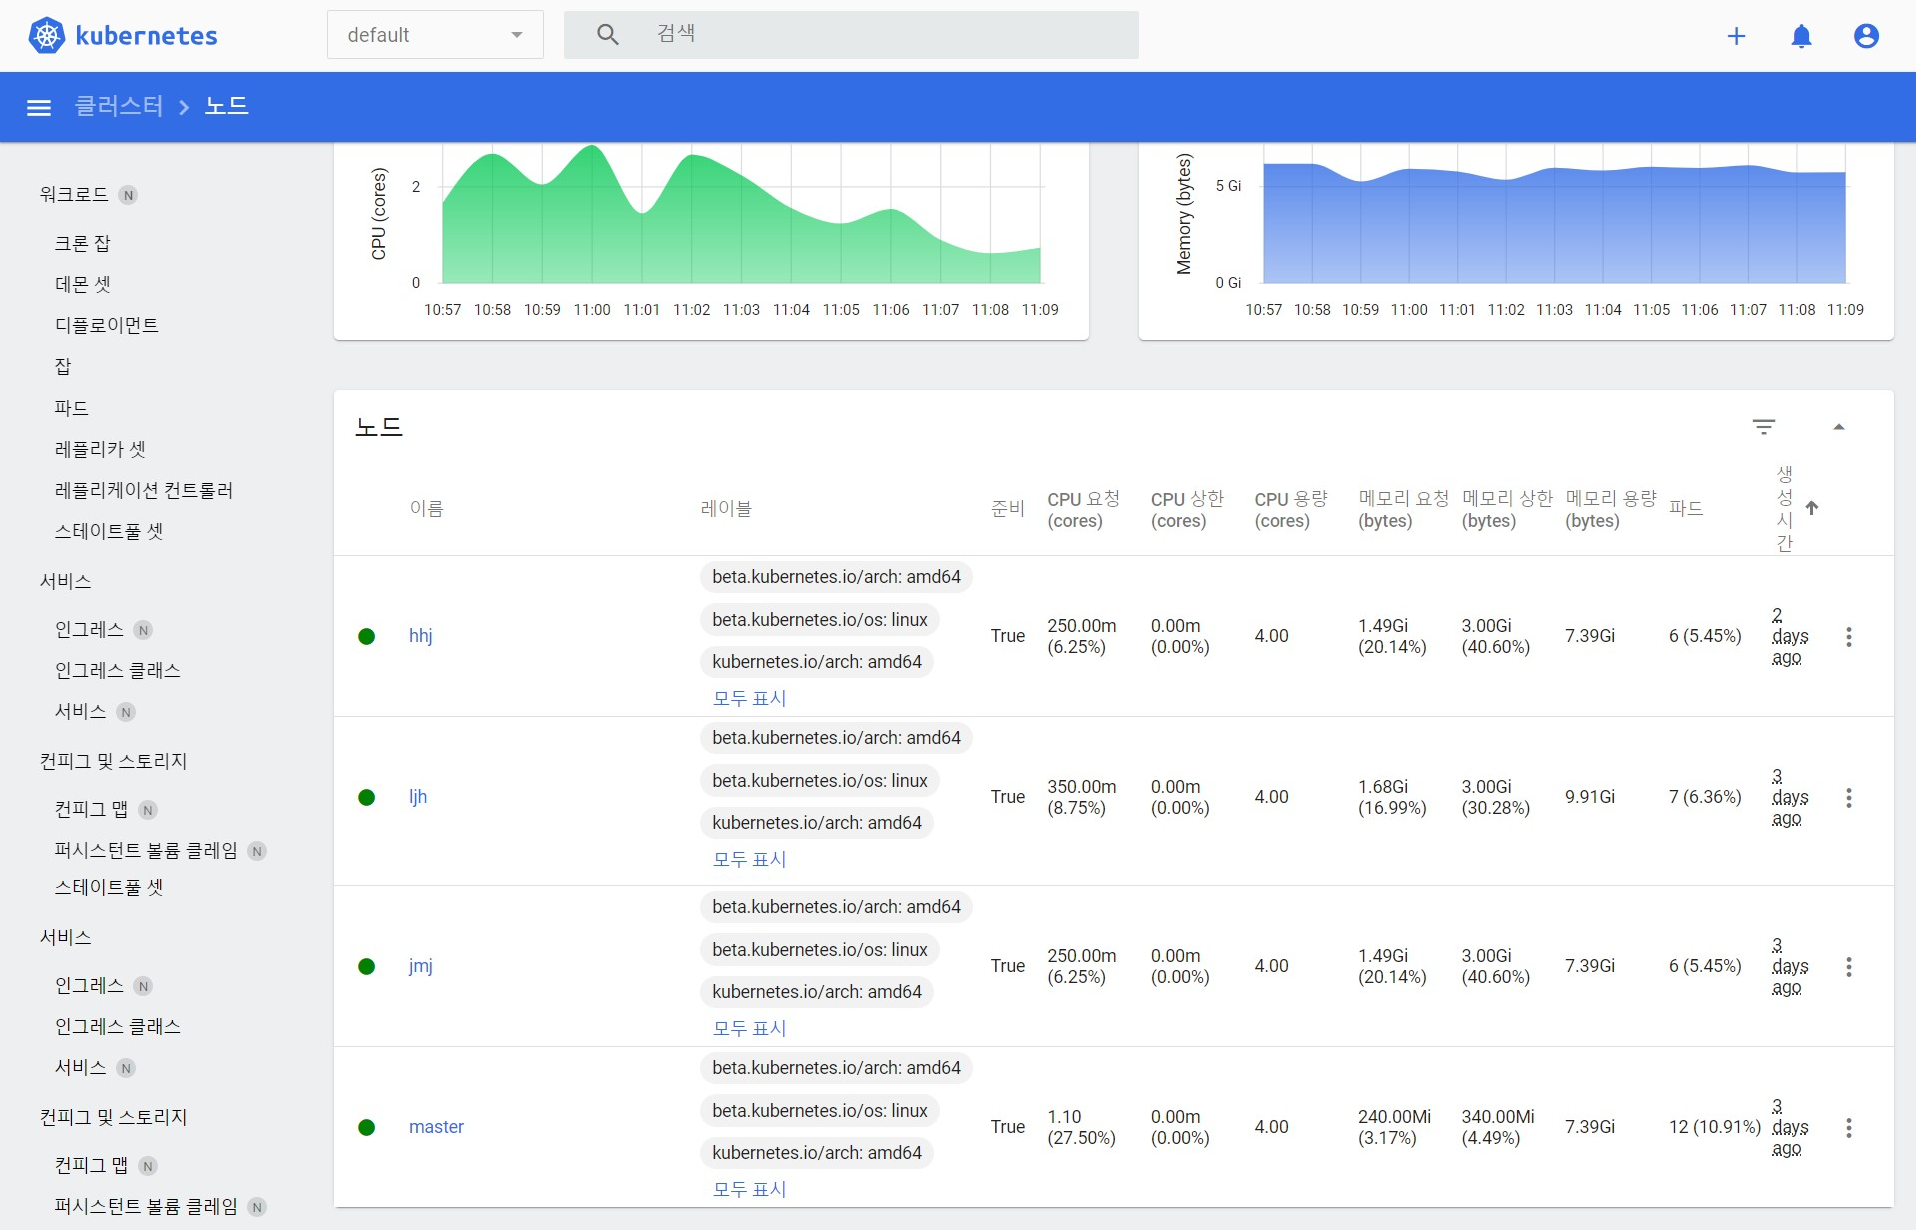 kubernetes
default
검색
클러스터 > 노드
워크로드 N
크론 잡
데몬 셋
디플로이먼트
잡
파드
레플리카 셋
레플리케이션 컨트롤러
스테이트풀 셋
서비스
인그레스 N
인그레스 클래스
서비스 N
컨피그 및 스토리지
컨피그 맵 N
퍼시스턴트 볼륨 클레임 N
스테이트풀 셋
서비스
인그레스 N
인그레스 클래스
서비스 N
컨피그 및 스토리지
컨피그 맵 N
퍼시스턴트 볼륨 클레임 N
CPU (cores)
2
0
10:57 10:58 10:59 11:00 11:01 11:02 11:03 11:04 11:05 11:06 11:07 11:08 11:09
Memory (bytes)
5 Gi
0 Gi
10:57 10:58 10:59 11:00 11:01 11:02 11:03 11:04 11:05 11:06 11:07 11:08 11:09
노드
이름
레이블
준비
CPU 요청
(cores)
CPU 상한
(cores)
CPU 용량
(cores)
메모리 요청
(bytes)
메모리 상한
(bytes)
메모리 용량
(bytes)
파드
생
성
시
간
hhj
beta.kubernetes.io/arch: amd64
beta.kubernetes.io/os: linux
kubernetes.io/arch: amd64
모두 표시
True
250.00m
(6.25%)
0.00m
(0.00%)
4.00
1.49Gi
(20.14%)
3.00Gi
(40.60%)
7.39Gi
6 (5.45%)
2
days
ago
ljh
beta.kubernetes.io/arch: amd64
beta.kubernetes.io/os: linux
kubernetes.io/arch: amd64
모두 표시
True
350.00m
(8.75%)
0.00m
(0.00%)
4.00
1.68Gi
(16.99%)
3.00Gi
(30.28%)
9.91Gi
7 (6.36%)
3
days
ago
jmj
beta.kubernetes.io/arch: amd64
beta.kubernetes.io/os: linux
kubernetes.io/arch: amd64
모두 표시
True
250.00m
(6.25%)
0.00m
(0.00%)
4.00
1.49Gi
(20.14%)
3.00Gi
(40.60%)
7.39Gi
6 (5.45%)
3
days
ago
master
beta.kubernetes.io/arch: amd64
beta.kubernetes.io/os: linux
kubernetes.io/arch: amd64
모두 표시
True
1.10
(27.50%)
0.00m
(0.00%)
4.00
240.00Mi
(3.17%)
340.00Mi
(4.49%)
7.39Gi
12 (10.91%)
3
days
ago